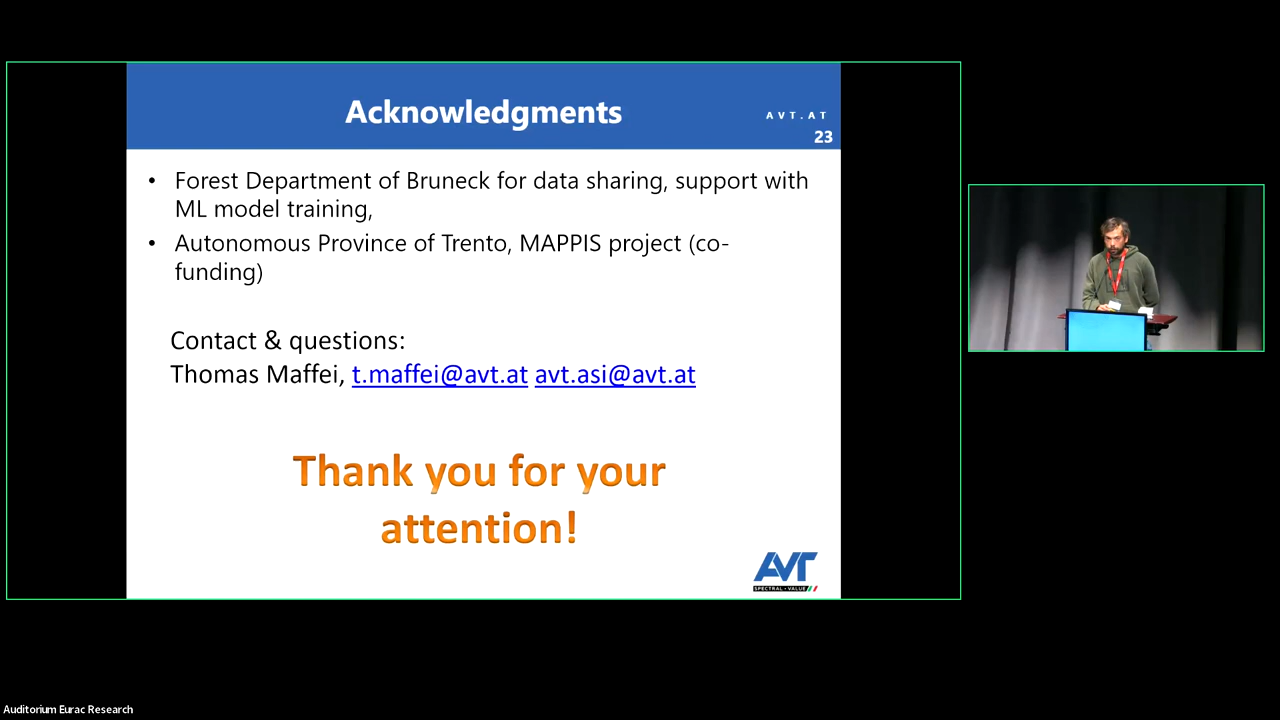 Acknowledgments
AVT.AT
23
• Forest Department of Bruneck for data sharing, support with
ML model training,
• Autonomous Province of Trento, MAPPIS project (co-
funding)
Contact & questions:
Thomas Maffei, t.maffei@avt.at avt.asi@avt.at
Thank you for your
attention!
AVT
SPECTRAL • VALUE
Auditorium Eurac Research